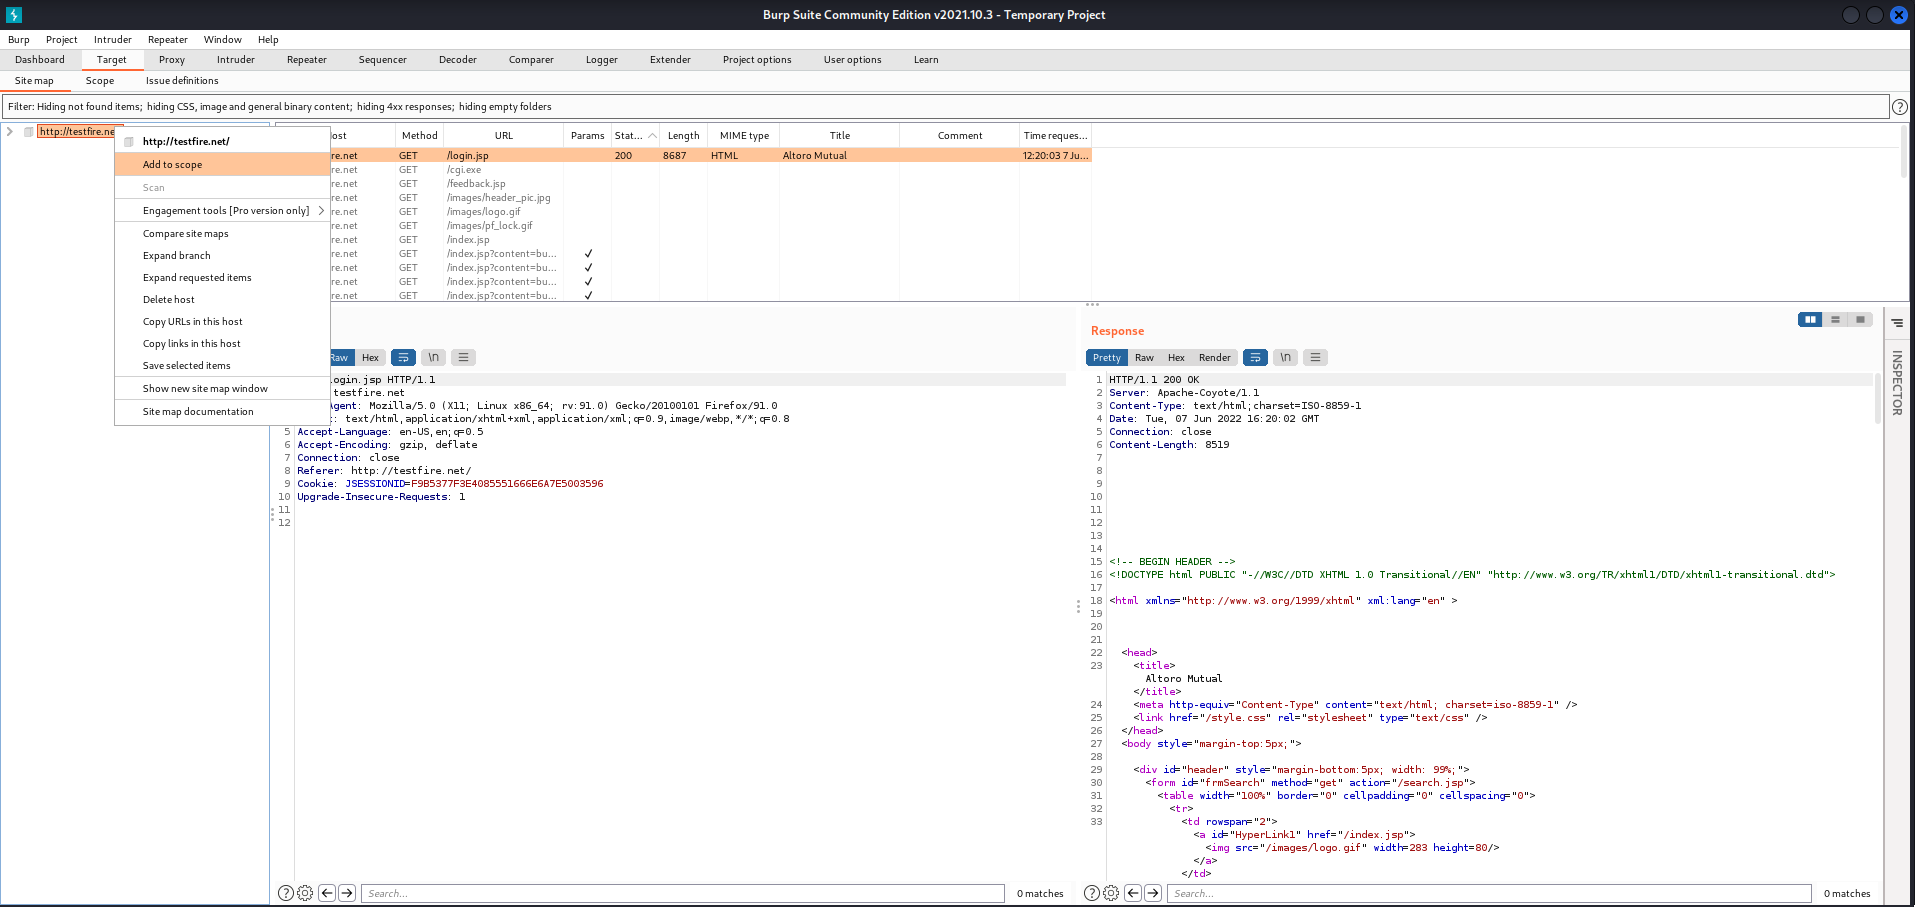 Burp Suite Community Edition v2021.10.3 - Temporary Project
Burp Project Intruder Repeater Window Help
Dashboard Target Proxy Intruder Repeater Sequencer Decoder Comparer Logger Extender Project options User options Learn
Site map Scope Issue definitions
Filter: Hiding not found items; hiding CSS, image and general binary content; hiding 4xx responses; hiding empty folders
http://testfire.ne
http://testfire.net/
Add to scope
Scan
Engagement tools [Pro version only]
Compare site maps
Expand branch
Expand requested items
Delete host
Copy URLs in this host
Copy links in this host
Save selected items
Show new site map window
Site map documentation
ost Method URL Params Stat... Length MIME type Title Comment Time reques...
re.net GET /login.jsp 200 8687 HTML Altoro Mutual 12:20:03 7 Ju...
re.net GET /cgi.exe
re.net GET /feedback.jsp
re.net GET /images/header_pic.jpg
re.net GET /images/logo.gif
re.net GET /images/pf_lock.gif
re.net GET /index.jsp
re.net GET /index.jsp?content=bu... ✓
re.net GET /index.jsp?content=bu... ✓
re.net GET /index.jsp?content=bu... ✓
re.net GET /index.jsp?content=bu... ✓
Raw Hex \n
login.jsp HTTP/1.1
testfire.net
Agent: Mozilla/5.0 (X11; Linux x86_64; rv:91.0) Gecko/20100101 Firefox/91.0
: text/html,application/xhtml+xml,application/xml;q=0.9,image/webp,*/*;q=0.8
5 Accept-Language: en-US,en;q=0.5
6 Accept-Encoding: gzip, deflate
7 Connection: close
8 Referer: http://testfire.net/
9 Cookie: JSESSIONID=F9B5377F3E4085551666E6A7E5003596
10 Upgrade-Insecure-Requests: 1
11
12
Search... 0 matches
Response
Pretty Raw Hex Render \n
1 HTTP/1.1 200 OK
2 Server: Apache-Coyote/1.1
3 Content-Type: text/html;charset=ISO-8859-1
4 Date: Tue, 07 Jun 2022 16:20:02 GMT
5 Connection: close
6 Content-Length: 8519
7
8
9
10
11
12
13
14
15 <!-- BEGIN HEADER -->
16 <!DOCTYPE html PUBLIC "-//W3C//DTD XHTML 1.0 Transitional//EN" "http://www.w3.org/TR/xhtml1/DTD/xhtml1-transitional.dtd">
17
18 <html xmlns="http://www.w3.org/1999/xhtml" xml:lang="en" >
19
20
21
22 <head>
23 <title>
Altoro Mutual
</title>
24 <meta http-equiv="Content-Type" content="text/html; charset=iso-8859-1" />
25 <link href="/style.css" rel="stylesheet" type="text/css" />
26 </head>
27 <body style="margin-top:5px;">
28
29 <div id="header" style="margin-bottom:5px; width: 99%;">
30 <form id="frmSearch" method="get" action="/search.jsp">
31 <table width="100%" border="0" cellpadding="0" cellspacing="0">
32 <tr>
33 <td rowspan="2">
<a id="HyperLink1" href="/index.jsp">
<img src="/images/logo.gif" width=283 height=80/>
</a>
</td>
Search... 0 matches
INSPECTOR